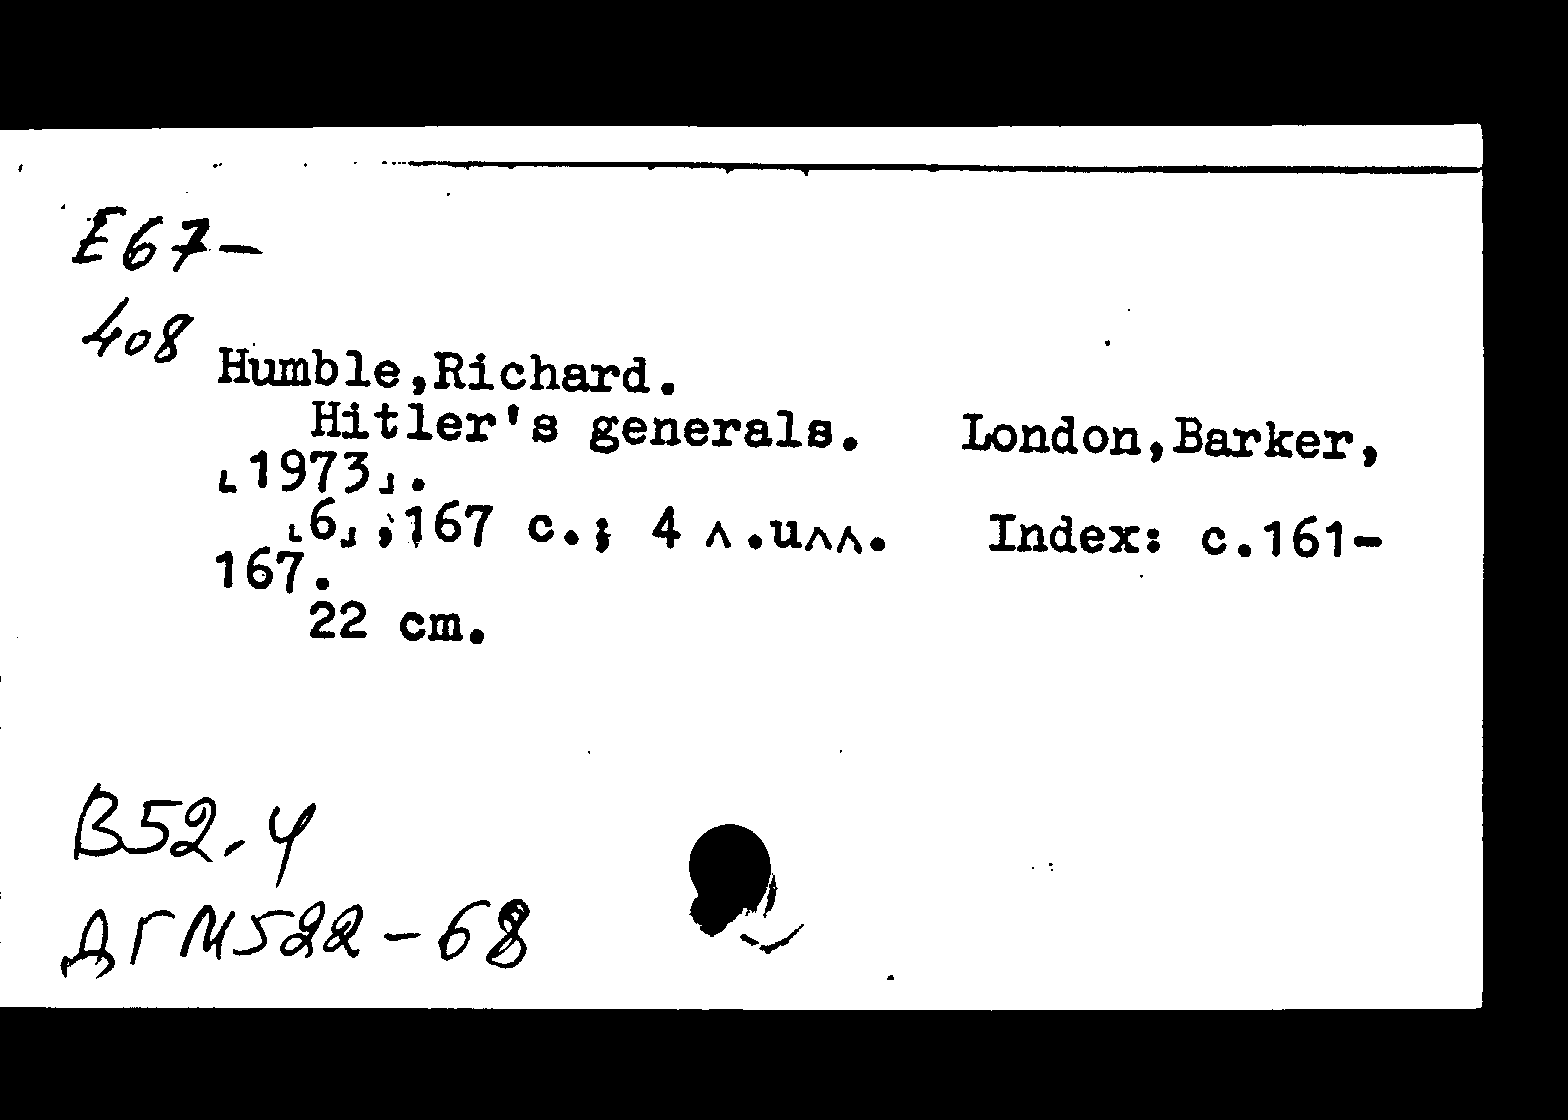 E67-
408
Humble,Richard.
Hitler's generals. London,Barker,
⌞1973⌟.
⌞6⌟,167 c.; 4 ʌ.uʌʌ. Index: c.161-
167.
22 cm.
B52.4
ДГМ522-68